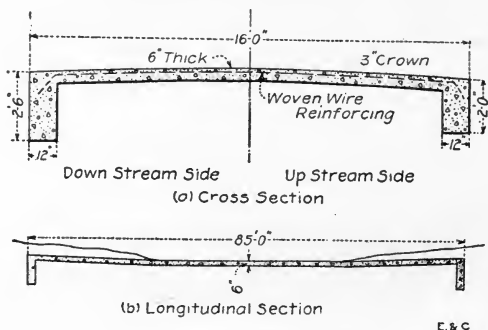 16'-0"
6" Thick
3" Crown
Woven Wire
Reinforcing
2'-6"
2'-0"
12"
12"
Down Stream Side
Up Stream Side
(a) Cross Section
85'-0"
6"
(b) Longitudinal Section
E. & C